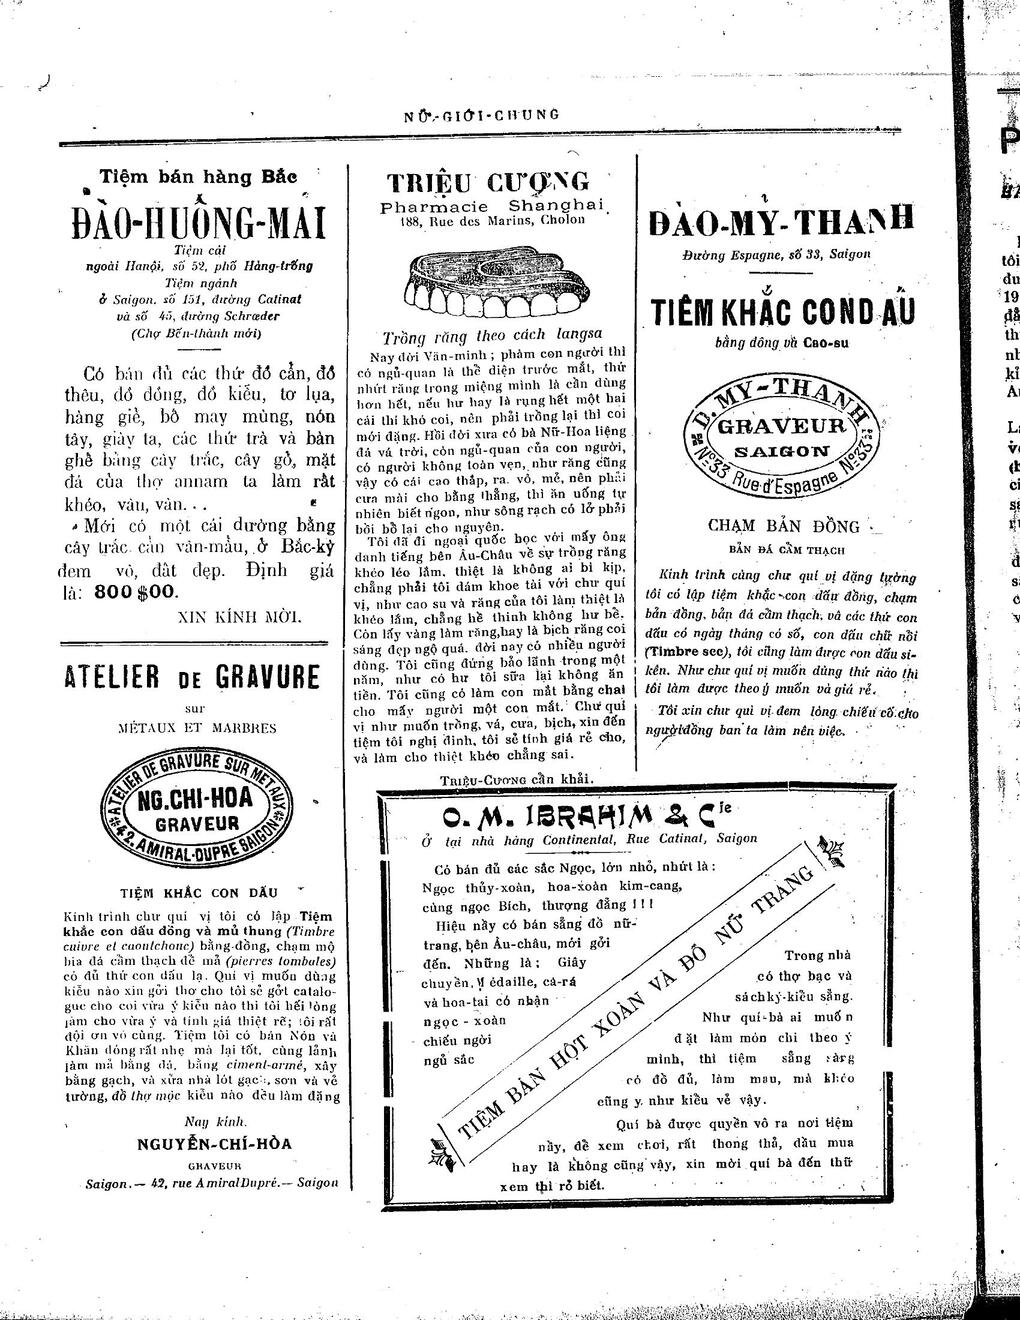 NỮ-GIỚI-CHUNG
Tiệm bán hàng Bắc
ĐÀO-HUỐNG-MAI
Tiệm cái
ngoài Hanội, số 52, phố Hàng-trống
Tiệm ngánh
ở Saigon, số 151, đường Catinat
và số 45, đường Schrœder
(Chợ Bến-thành mới)
Có bán đủ các thứ đồ cẩn, đồ
thêu, đồ đồng, đồ kiểu, tơ lụa,
hàng giẻ, bô may mùng, nón
tây, giày ta, các thứ trà và bàn
ghế bằng cây trắc, cây gỏ, mặt
đá của thợ annam ta làm rất
khéo, vân, vân...
Mới có một cái đường bằng
cây trắc cần vân-mẫu, ở Bắc-kỳ
đem vô, đắt đẹp. Định giá
là: 800 $00.
XIN KÍNH MỜI.
ATELIER DE GRAVURE
sur
MÉTAUX ET MARBRES
ATELIER DE GRAVURE SUR METAUX
NG.CHI-HOA
GRAVEUR
42, AMIRAL-DUPRE SAIGON
TIỆM KHẮC CON DẤU
Kinh trình chư quí vị tôi có lập Tiệm
khắc con dấu đồng và mủ thung (Timbre
cuivre et caoutchouc) bằng đồng, chạm mộ
bia đá cẩm thạch đề mả (pierres tombales)
có đủ thứ con dấu lạ. Quí vị muốn dùng
kiểu nào xin gởi thơ cho tôi sẻ gởi catalo-
gue cho coi vừa ý kiểu nào thì tôi hết lòng
làm cho vừa ý và tính giá thiệt rẽ; tôi rất
đội ơn vô cùng. Tiệm tôi có bán Nón và
Khăn đóng rất nhẹ mà lại tốt, cùng lảnh
làm mả bằng đá, bằng ciment-armé, xây
bằng gạch, và xửa nhà lót gạch, sơn và vẻ
tường, đồ thợ mộc kiểu nào đều làm đặng
Nay kính.
NGUYỄN-CHÍ-HÒA
GRAVEUR
Saigon.— 42, rue Amiral Dupré.— Saigon
TRIỆU CƯỢNG
Pharmacie Shanghai
188, Rue des Marins, Cholon
Trồng răng theo cách langsa
Nay đời Văn-minh; phàm con người thì
có ngủ-quan là thể diện trước mắt, thứ
nhứt răng trong miệng mình là cần dùng
hơn hết, nếu hư hay là rụng hết một hai
cái thì khó coi, nên phải trồng lại thì coi
mới đặng. Hồi đời xưa có bà Nữ-Hoa liệng
đá vá trời, còn ngủ-quan của con người,
có người không toàn vẹn, như răng cũng
vậy có cái cao thấp, ra, vô, mẻ, nên phải
cưa mài cho bằng thẳng, thì ăn uống tự
nhiên biết ngon, như sông rạch có lở phải
bồi bổ lại cho nguyên.
Tôi đã đi ngoại quốc học với mấy ông
danh tiếng bên Âu-Châu về sự trồng răng
khéo léo lắm, thiệt là không ai bì kịp,
chẳng phải tôi dám khoe tài với chư quí
vị, như cao su và răng của tôi làm thiệt là
khéo lắm, chẳng hề thinh không hư bể.
Còn lấy vàng làm răng, hay là bịch răng coi
sáng đẹp ngộ quá, đời nay có nhiều người
dùng. Tôi cũng đứng bảo lãnh trong một
năm, như có hư tôi sữa lại không ăn
tiền. Tôi cũng có làm con mắt bằng chai
cho mấy người một con mắt. Chư quí
vị như muốn trồng, vá, cưa, bịch, xin đến
tiệm tôi nghị định, tôi sẻ tính giá rẻ cho,
và làm cho thiệt khéo chẳng sai.
TRIỆU-CƯƠNG cẩn khải.
ĐÀO-MỶ-THANH
Đường Espagne, số 33, Saigon
TIÊM KHẮC CON DẤU
bằng đông và Cao-su
D. MY-THANH
GRAVEUR
SAIGON
Nº33 Rue d'Espagne Nº33
CHẠM BẢN ĐỒNG
BẢN ĐÁ CẨM THẠCH
Kinh trình cùng chư quí vị đặng tường
tôi có lập tiệm khắc con dấu đồng, chạm
bản đồng, bản đá cẩm thạch, và các thứ con
dấu có ngày tháng có số, con dấu chữ nổi
(Timbre sec), tôi cũng làm được con dấu si-
kén. Như chư quí vị muốn dùng thứ nào thì
tôi làm được theo ý muốn và giá rẻ.
Tôi xin chư quí vị đem lòng chiếu cố cho
người đồng ban ta làm nên việc.
O. M. IBRAHIM & Cie
Ở tại nhà hàng Continental, Rue Catinat, Saigon
Có bán đủ các sắc Ngọc, lớn nhỏ, nhứt là:
Ngọc thủy-xoàn, hoa-xoàn kim-cang,
cùng ngọc Bích, thượng đẳng !!!
Hiệu nầy có bán sẳng đồ nữ-
trang, bên Âu-châu, mới gởi
đến. Những là: Giây
chuyền, Médaille, cà-rá
và hoa-tai có nhận
ngọc - xoàn
chiếu ngời
ngủ sắc
TIỆM BÁN HỘT XOÀN VÀ ĐỒ NỮ TRANG
Trong nhà
có thợ bạc và
sách kỷ-kiểu sẵng.
Như quí-bà ai muốn
đặt làm món chi theo ý
mình, thì tiệm sẵng sàng
có đồ đủ, làm mau, mà khéo
cũng y như kiểu vẻ vậy.
Quí bà được quyền vô ra nơi tiệm
nầy, để xem chơi, rất thong thả, dầu mua
hay là không cũng vậy, xin mời quí bà đến thử
xem thì rỏ biết.